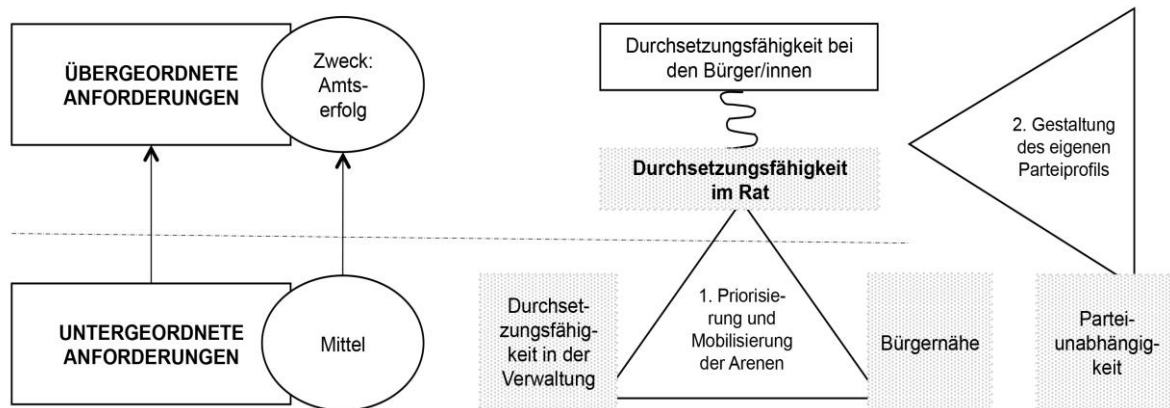 ÜBERGEORDNETE
ANFORDERUNGEN
Zweck:
Amts-
erfolg
Durchsetzungsfähigkeit bei
den Bürger/innen
Durchsetzungsfähigkeit
im Rat
2. Gestaltung
des eigenen
Parteiprofils
UNTERGEORDNETE
ANFORDERUNGEN
Mittel
Durchset-
zungsfähig-
keit in der
Verwaltung
1. Priorisie-
rung und
Mobilisierung
der Arenen
Bürgernähe
Partei-
unabhängig-
keit